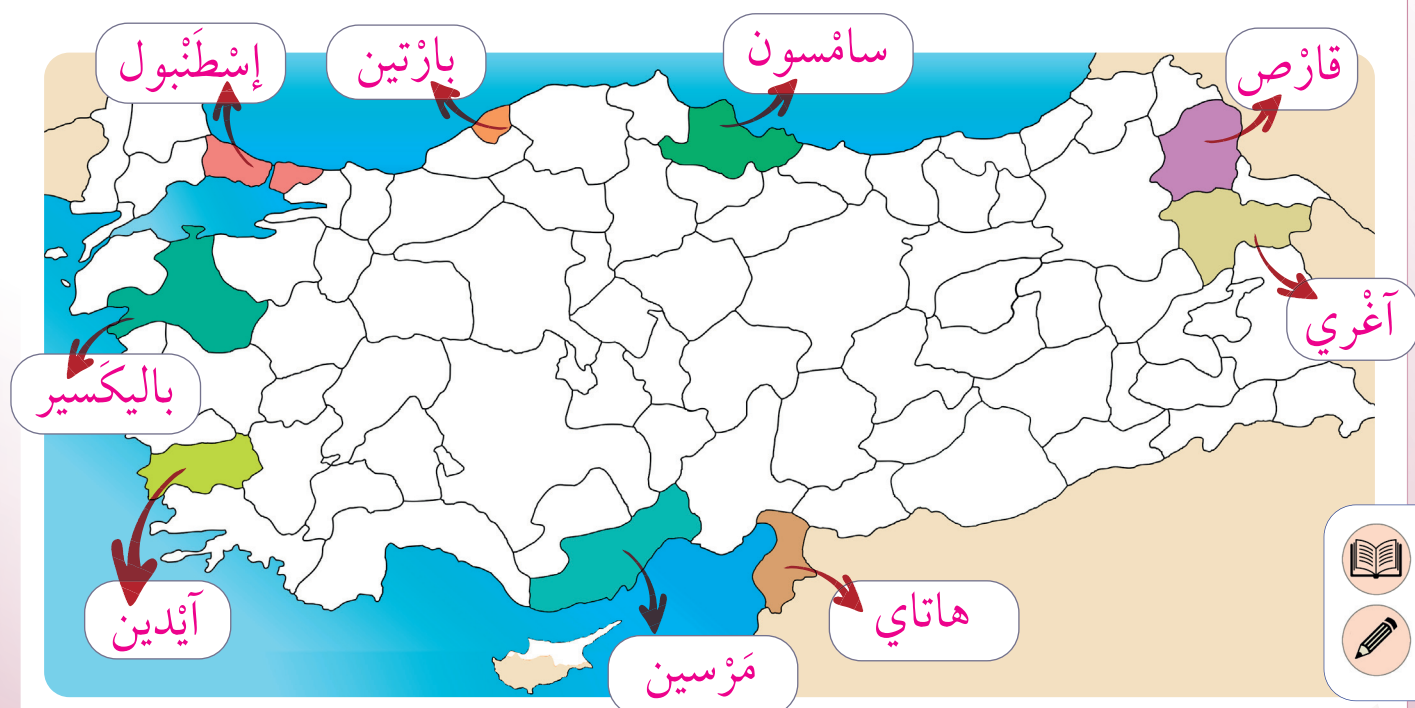 قارْص
سامْسون
بارْتين
إسْطَنْبول
آغْري
باليكَسير
آيْدين
هاتاي
مَرْسين